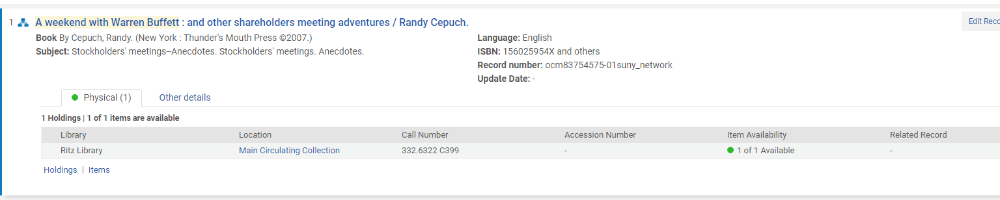 1 A weekend with Warren Buffett : and other shareholders meeting adventures / Randy Cepuch.
Edit Reco
Book By Cepuch, Randy. (New York : Thunder's Mouth Press ©2007.)
Subject: Stockholders' meetings--Anecdotes. Stockholders' meetings. Anecdotes.
Language: English
ISBN: 156025954X and others
Record number: ocm83754575-01suny_network
Update Date: -
Physical (1) Other details
1 Holdings | 1 of 1 items are available
Library Location Call Number Accession Number Item Availability Related Record
Ritz Library Main Circulating Collection 332.6322 C399 - 1 of 1 Available -
Holdings | Items